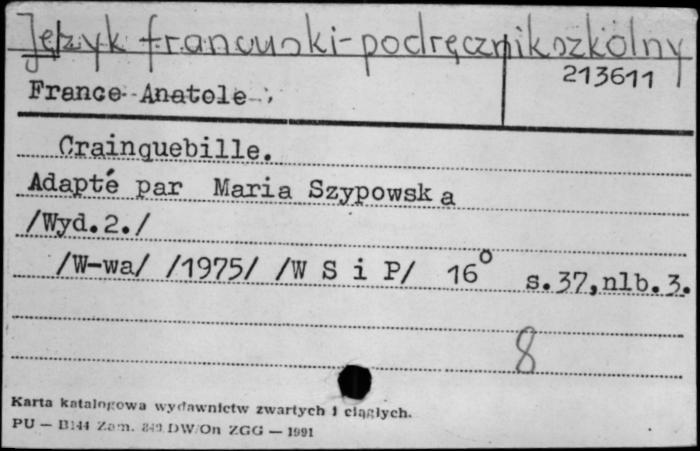 Język francuski-podręcznik szkolny
213611
France Anatole
Crainquebille.
Adapté par Maria Szypowska
/Wyd.2./
/W-wa/ /1975/ /W S i P/ 16° s.37,nlb.3.
8
Karta katalogowa wydawnictw zwartych i ciągłych.
PU — B144 Zam. DW/On ZGG — 1991